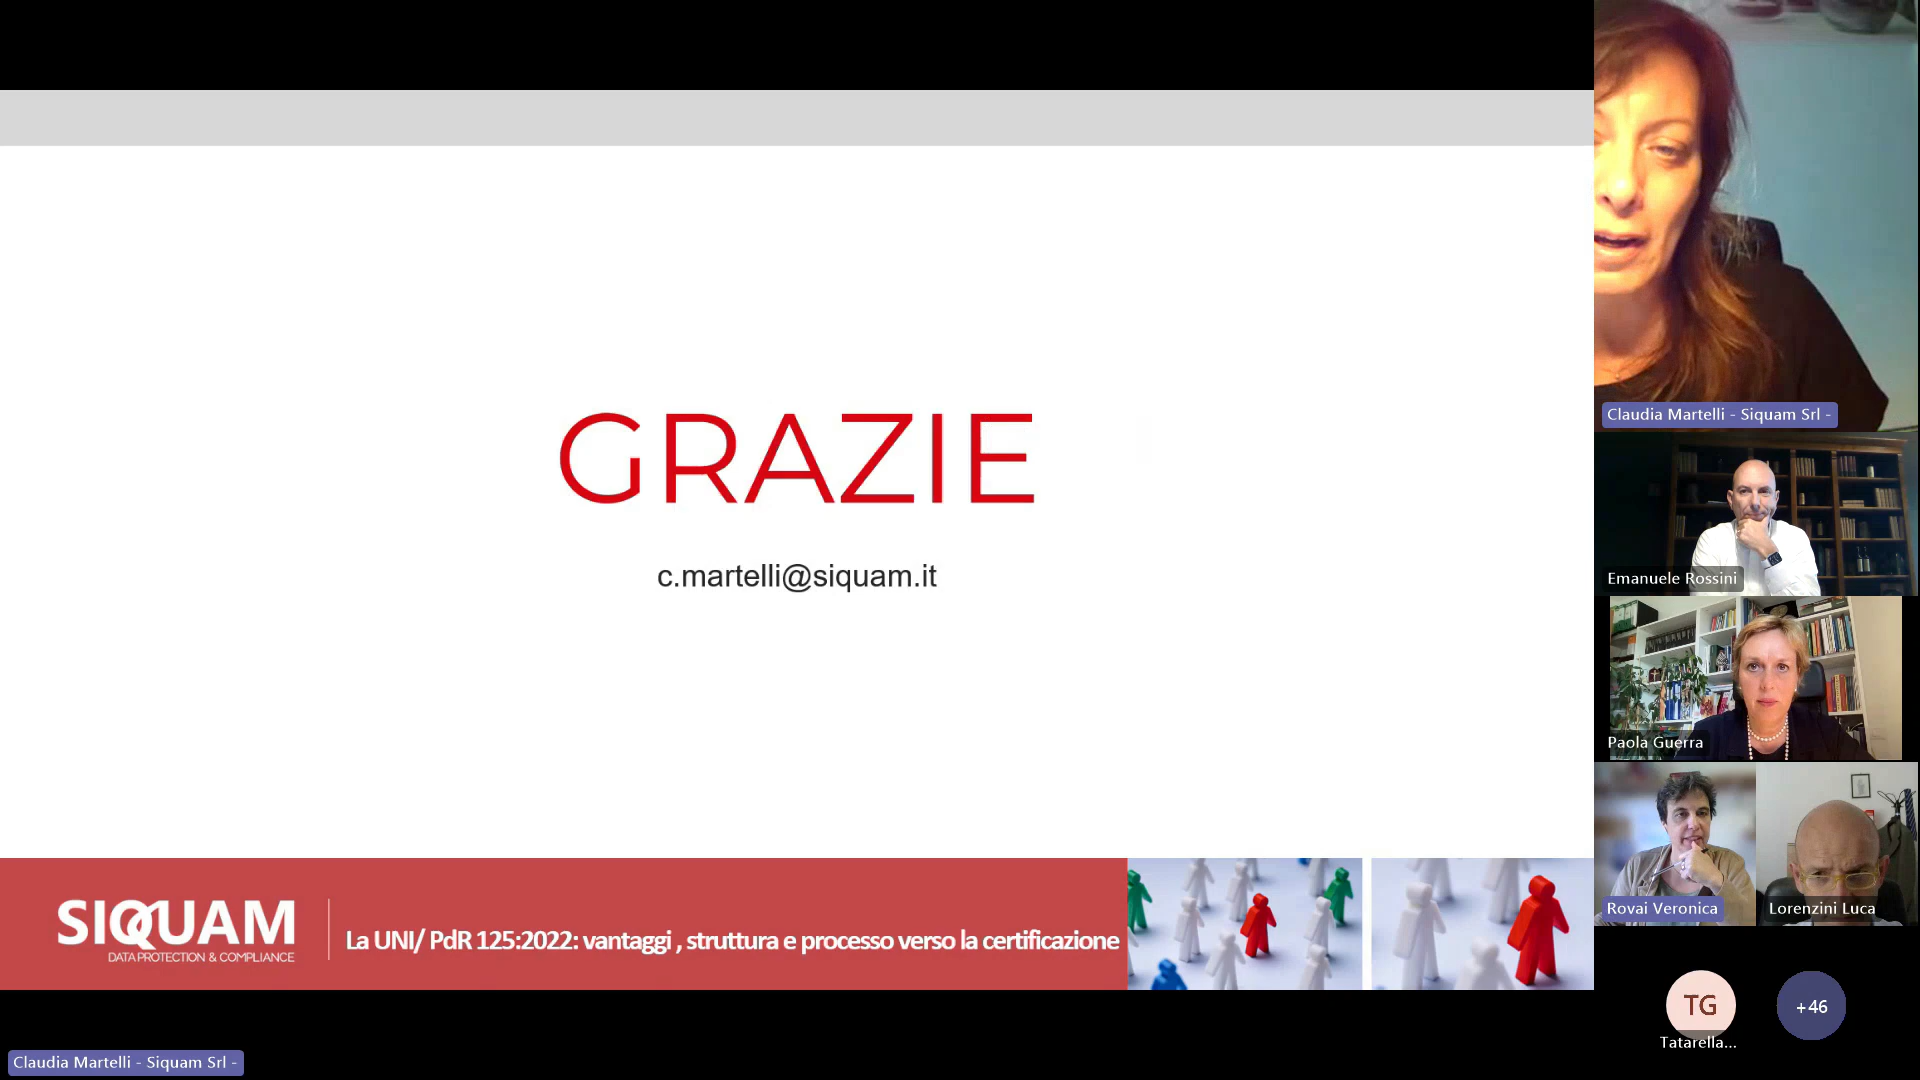 GRAZIE
c.martelli@siquam.it
SIQUAM
DATA PROTECTION & COMPLIANCE
La UNI/ PdR 125:2022: vantaggi , struttura e processo verso la certificazione
Claudia Martelli - Siquam Srl -
Emanuele Rossini
Paola Guerra
Rovai Veronica
Lorenzini Luca
TG
Tatarella...
+46
Claudia Martelli - Siquam Srl -